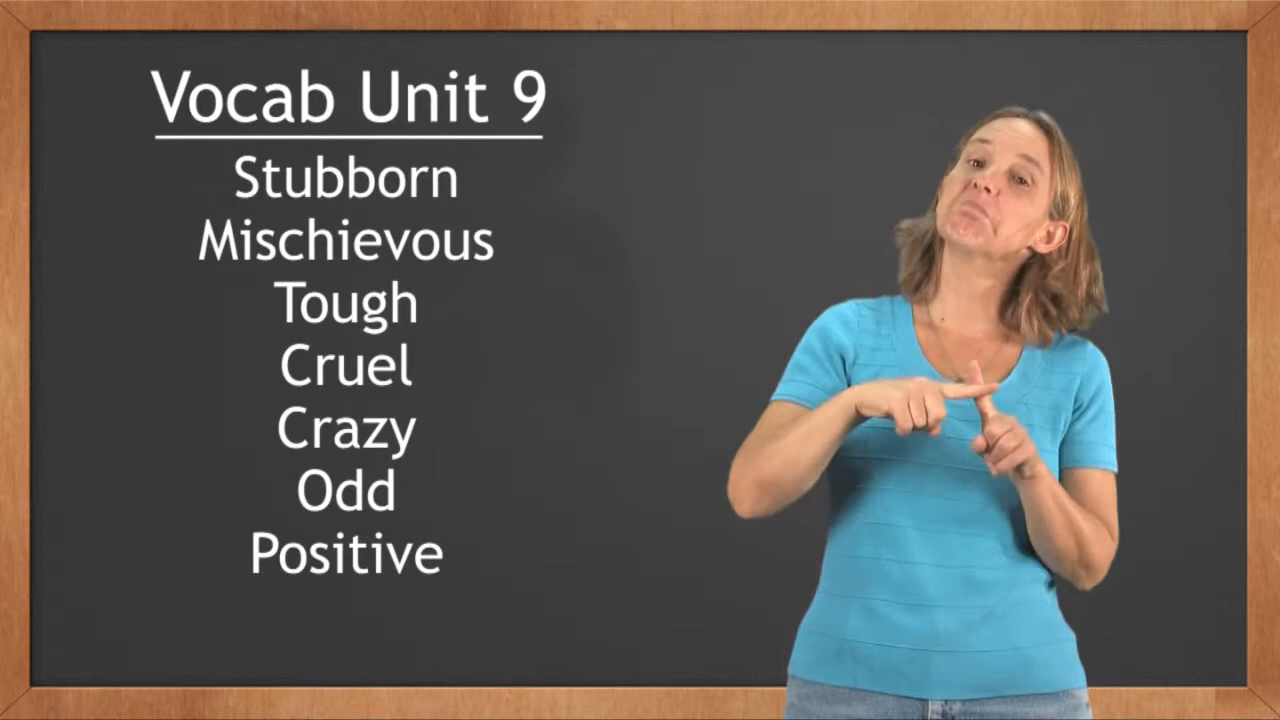 Vocab Unit 9
Stubborn
Mischievous
Tough
Cruel
Crazy
Odd
Positive